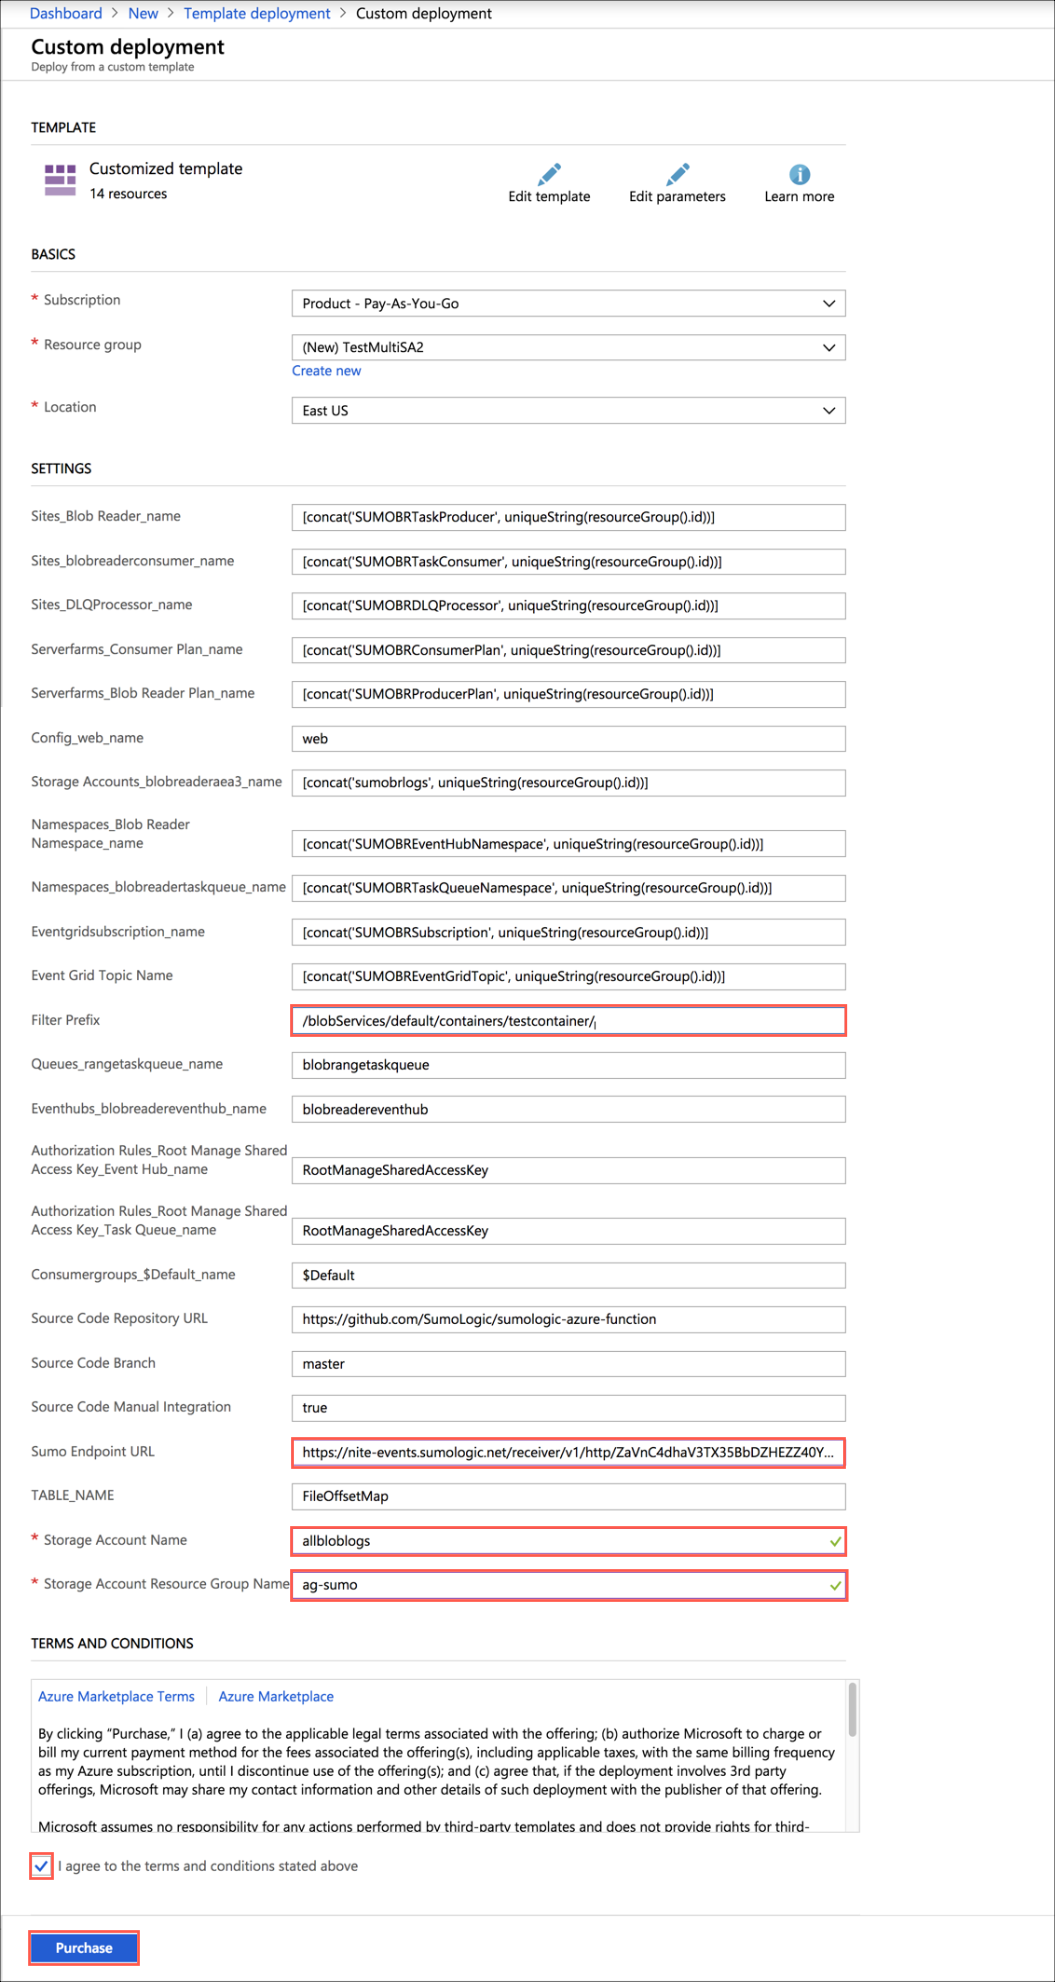 Dashboard > New > Template deployment > Custom deployment
Custom deployment
Deploy from a custom template
TEMPLATE
Customized template
14 resources
Edit template
Edit parameters
Learn more
BASICS
* Subscription
Product - Pay-As-You-Go
* Resource group
(New) TestMultiSA2
Create new
* Location
East US
SETTINGS
Sites_Blob Reader_name
[concat('SUMOBRTaskProducer', uniqueString(resourceGroup().id))]
Sites_blobreaderconsumer_name
[concat('SUMOBRTaskConsumer', uniqueString(resourceGroup().id))]
Sites_DLQProcessor_name
[concat('SUMOBRDLQProcessor', uniqueString(resourceGroup().id))]
Serverfarms_Consumer Plan_name
[concat('SUMOBRConsumerPlan', uniqueString(resourceGroup().id))]
Serverfarms_Blob Reader Plan_name
[concat('SUMOBRProducerPlan', uniqueString(resourceGroup().id))]
Config_web_name
web
Storage Accounts_blobreaderaea3_name
[concat('sumobrlogs', uniqueString(resourceGroup().id))]
Namespaces_Blob Reader
Namespace_name
[concat('SUMOBREventHubNamespace', uniqueString(resourceGroup().id))]
Namespaces_blobreadertaskqueue_name
[concat('SUMOBRTaskQueueNamespace', uniqueString(resourceGroup().id))]
Eventgridsubscription_name
[concat('SUMOBRSubscription', uniqueString(resourceGroup().id))]
Event Grid Topic Name
[concat('SUMOBREventGridTopic', uniqueString(resourceGroup().id))]
Filter Prefix
/blobServices/default/containers/testcontainer/
Queues_rangetaskqueue_name
blobrangetaskqueue
Eventhubs_blobreadereventhub_name
blobreadereventhub
Authorization Rules_Root Manage Shared
Access Key_Event Hub_name
RootManageSharedAccessKey
Authorization Rules_Root Manage Shared
Access Key_Task Queue_name
RootManageSharedAccessKey
Consumergroups_$Default_name
$Default
Source Code Repository URL
https://github.com/SumoLogic/sumologic-azure-function
Source Code Branch
master
Source Code Manual Integration
true
Sumo Endpoint URL
https://nite-events.sumologic.net/receiver/v1/http/ZaVnC4dhaV3TX35BbDZHEZZ40Y...
TABLE_NAME
FileOffsetMap
* Storage Account Name
allbloblogs
* Storage Account Resource Group Name
ag-sumo
TERMS AND CONDITIONS
Azure Marketplace Terms | Azure Marketplace
By clicking “Purchase,” I (a) agree to the applicable legal terms associated with the offering; (b) authorize Microsoft to charge or
bill my current payment method for the fees associated the offering(s), including applicable taxes, with the same billing frequency
as my Azure subscription, until I discontinue use of the offering(s); and (c) agree that, if the deployment involves 3rd party
offerings, Microsoft may share my contact information and other details of such deployment with the publisher of that offering.
Microsoft assumes no responsibility for any actions performed by third-party templates and does not provide rights for third-
I agree to the terms and conditions stated above
Purchase